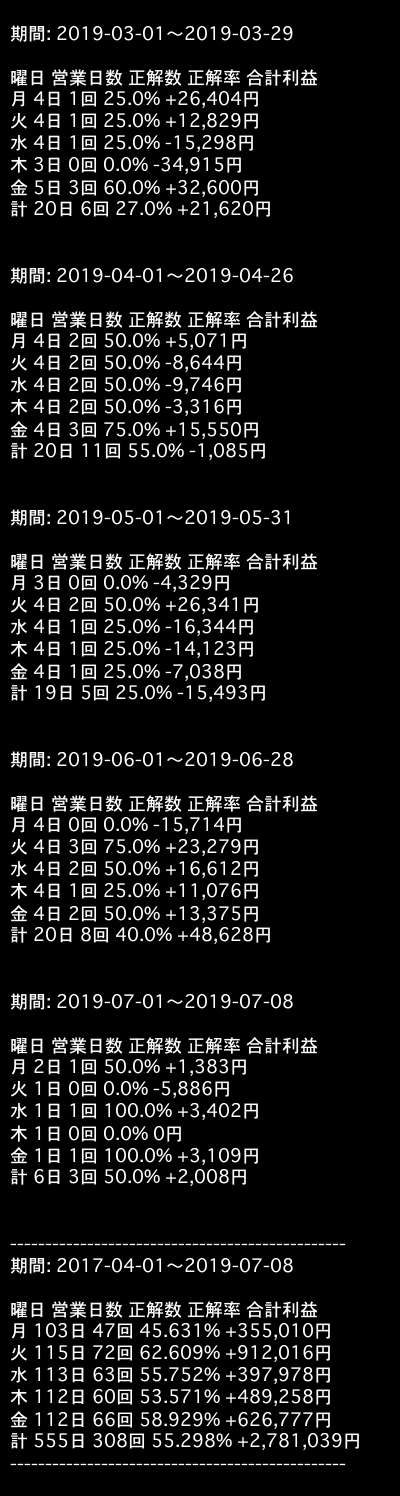 期間: 2019-03-01～2019-03-29
曜日 営業日数 正解数 正解率 合計利益
月 4日 1回 25.0% +26,404円
火 4日 1回 25.0% +12,829円
水 4日 1回 25.0% -15,298円
木 3日 0回 0.0% -34,915円
金 5日 3回 60.0% +32,600円
計 20日 6回 27.0% +21,620円
期間: 2019-04-01～2019-04-26
曜日 営業日数 正解数 正解率 合計利益
月 4日 2回 50.0% +5,071円
火 4日 2回 50.0% -8,644円
水 4日 2回 50.0% -9,746円
木 4日 2回 50.0% -3,316円
金 4日 3回 75.0% +15,550円
計 20日 11回 55.0% -1,085円
期間: 2019-05-01～2019-05-31
曜日 営業日数 正解数 正解率 合計利益
月 3日 0回 0.0% -4,329円
火 4日 2回 50.0% +26,341円
水 4日 1回 25.0% -16,344円
木 4日 1回 25.0% -14,123円
金 4日 1回 25.0% -7,038円
計 19日 5回 25.0% -15,493円
期間: 2019-06-01～2019-06-28
曜日 営業日数 正解数 正解率 合計利益
月 4日 0回 0.0% -15,714円
火 4日 3回 75.0% +23,279円
水 4日 2回 50.0% +16,612円
木 4日 1回 25.0% +11,076円
金 4日 2回 50.0% +13,375円
計 20日 8回 40.0% +48,628円
期間: 2019-07-01～2019-07-08
曜日 営業日数 正解数 正解率 合計利益
月 2日 1回 50.0% +1,383円
火 1日 0回 0.0% -5,886円
水 1日 1回 100.0% +3,402円
木 1日 0回 0.0% 0円
金 1日 1回 100.0% +3,109円
計 6日 3回 50.0% +2,008円
------------------------------------------------
期間: 2017-04-01～2019-07-08
曜日 営業日数 正解数 正解率 合計利益
月 103日 47回 45.631% +355,010円
火 115日 72回 62.609% +912,016円
水 113日 63回 55.752% +397,978円
木 112日 60回 53.571% +489,258円
金 112日 66回 58.929% +626,777円
計 555日 308回 55.298% +2,781,039円
------------------------------------------------